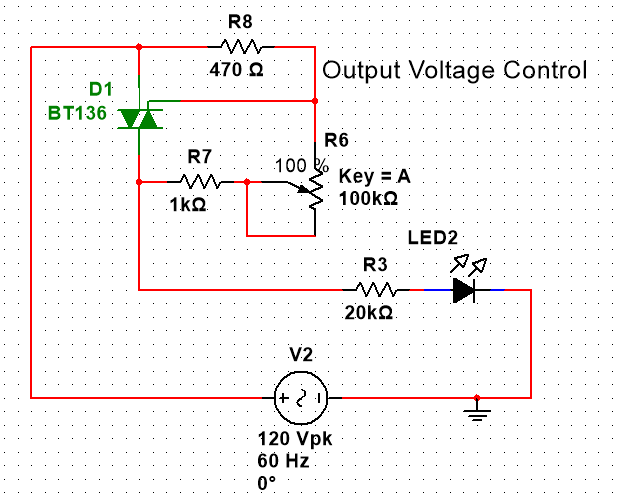 R8
470 Ω
Output Voltage Control
D1
BT136
R6
R7
100 %
Key = A
1kΩ
100kΩ
LED2
R3
20kΩ
V2
120 Vpk
60 Hz
0°